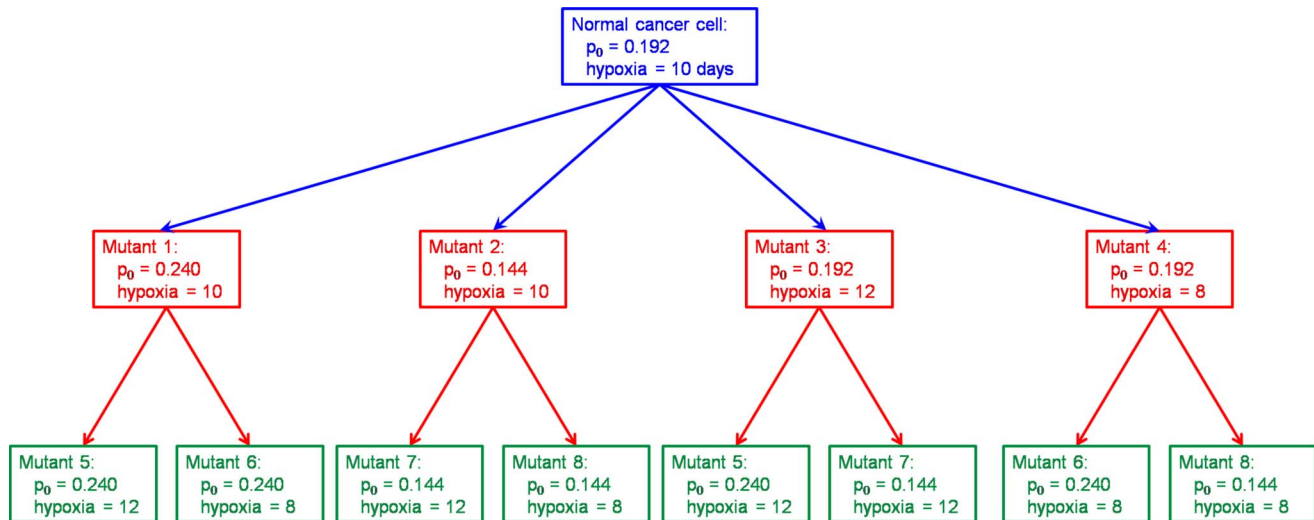 Normal cancer cell:
p₀ = 0.192
hypoxia = 10 days
Mutant 1:
p₀ = 0.240
hypoxia = 10
Mutant 2:
p₀ = 0.144
hypoxia = 10
Mutant 3:
p₀ = 0.192
hypoxia = 12
Mutant 4:
p₀ = 0.192
hypoxia = 8
Mutant 5:
p₀ = 0.240
hypoxia = 12
Mutant 6:
p₀ = 0.240
hypoxia = 8
Mutant 7:
p₀ = 0.144
hypoxia = 12
Mutant 8:
p₀ = 0.144
hypoxia = 8
Mutant 5:
p₀ = 0.240
hypoxia = 12
Mutant 7:
p₀ = 0.144
hypoxia = 12
Mutant 6:
p₀ = 0.240
hypoxia = 8
Mutant 8:
p₀ = 0.144
hypoxia = 8